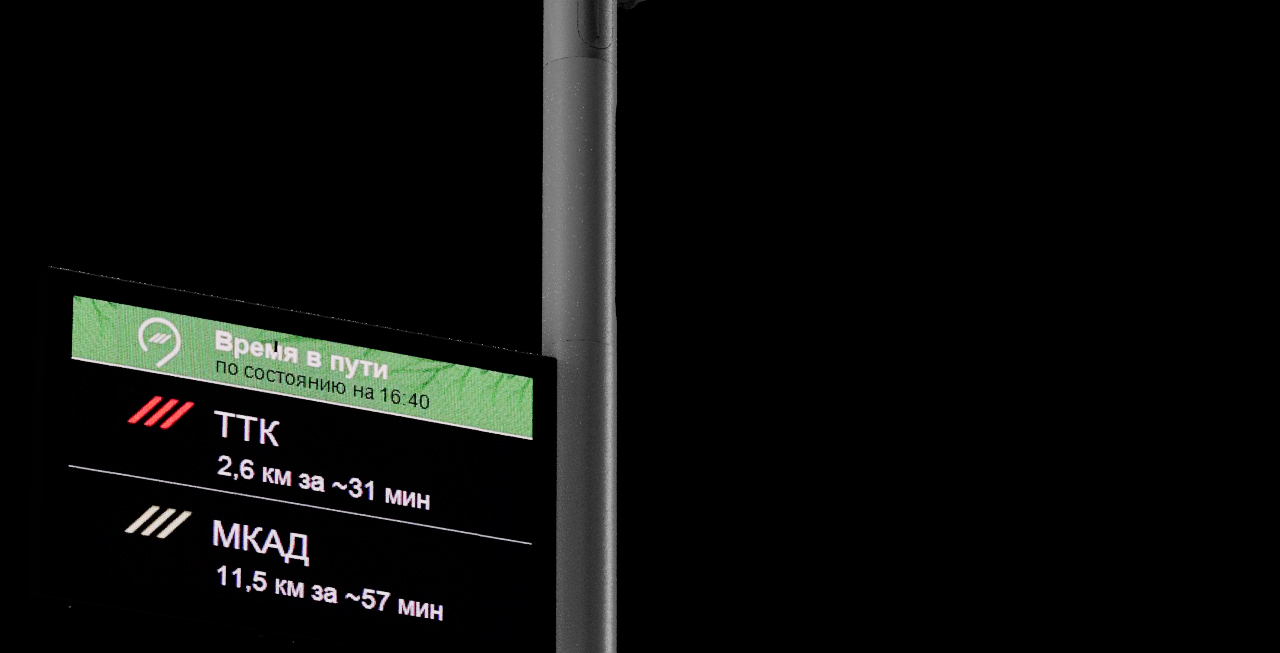 Время в пути
по состоянию на 16:40
ТТК
2,6 км за ~31 мин
МКАД
11,5 км за ~57 мин